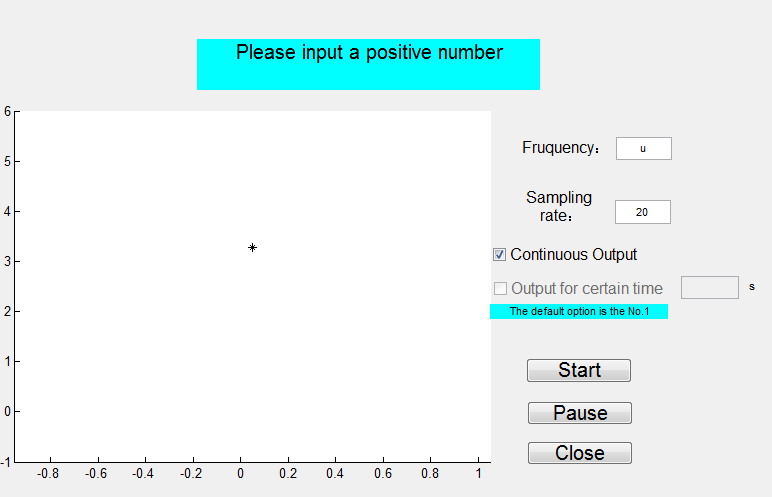 Please input a positive number
6
5
4
3
2
1
0
-1
-0.8 -0.6 -0.4 -0.2 0 0.2 0.4 0.6 0.8 1
Fruquency： u
Sampling
rate： 20
Continuous Output
Output for certain time s
The default option is the No.1
Start
Pause
Close